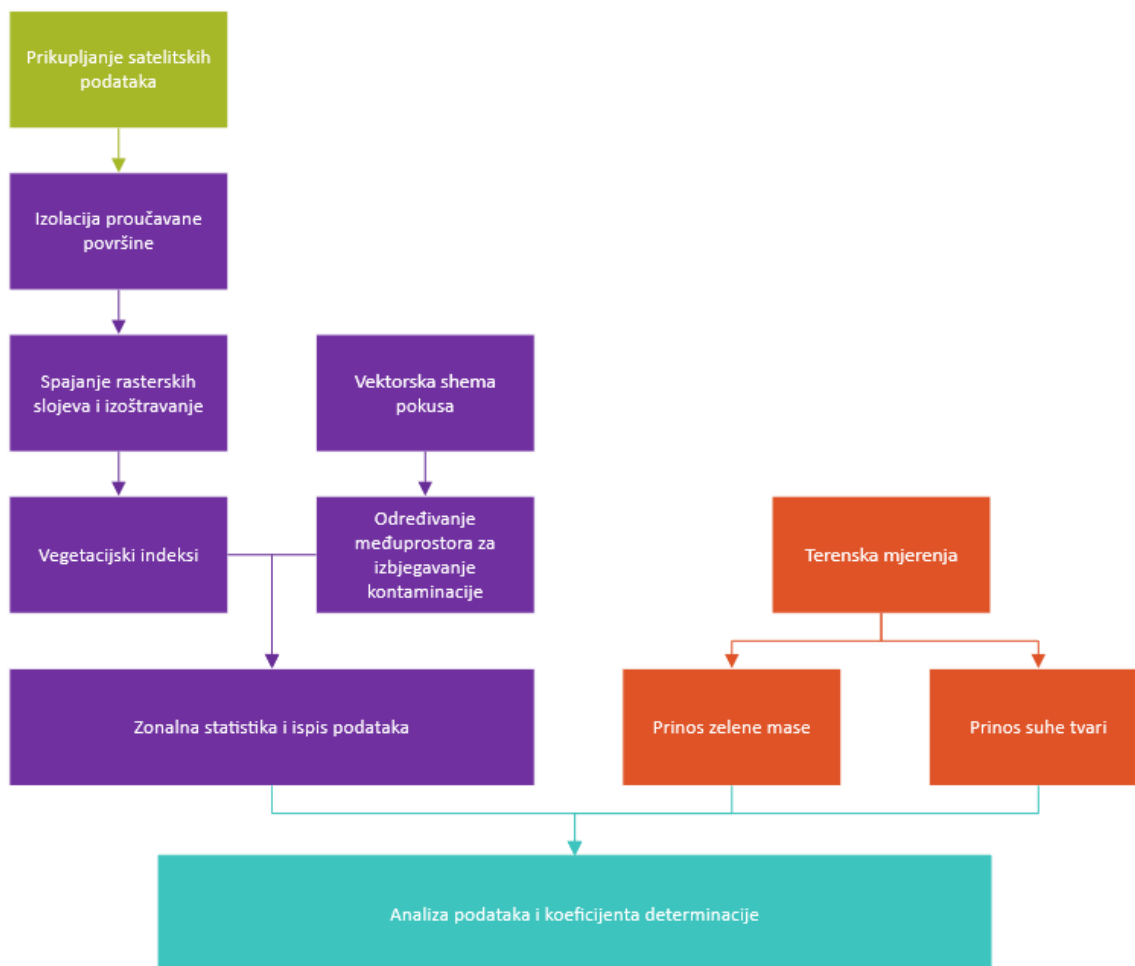 Prikupljanje satelitskih
podataka
Izolacija proučavane
površine
Spajanje rasterskih
slojeva i izoštravanje
Vektorska shema
pokusa
Vegetacijski indeksi
Određivanje
međuprostora za
izbjegavanje
kontaminacije
Terenska mjerenja
Zonalna statistika i ispis podataka
Prinos zelene mase
Prinos suhe tvari
Analiza podataka i koeficijenta determinacije